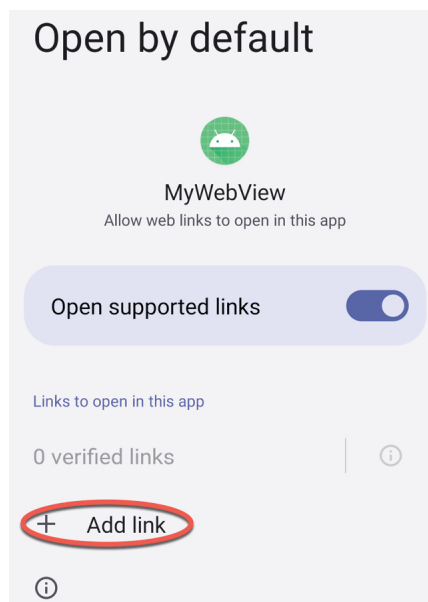 Open by default
MyWebView
Allow web links to open in this app
Open supported links
Links to open in this app
0 verified links
+ Add link